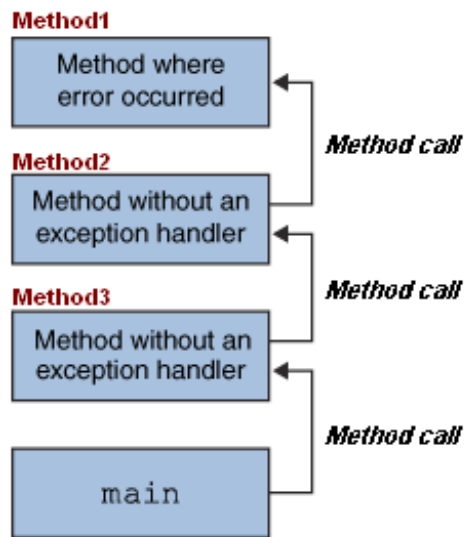 Method1
Method where
error occurred
Method call
Method2
Method without an
exception handler
Method call
Method3
Method without an
exception handler
Method call
main